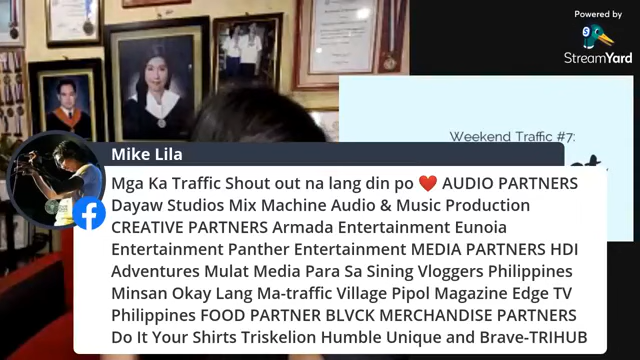 Powered by
StreamYard
Weekend Traffic #7:
Mike Lila
Mga Ka Traffic Shout out na lang din po ❤️ AUDIO PARTNERS
Dayaw Studios Mix Machine Audio & Music Production
CREATIVE PARTNERS Armada Entertainment Eunoia
Entertainment Panther Entertainment MEDIA PARTNERS HDI
Adventures Mulat Media Para Sa Sining Vloggers Philippines
Minsan Okay Lang Ma-traffic Village Pipol Magazine Edge TV
Philippines FOOD PARTNER BLVCK MERCHANDISE PARTNERS
Do It Your Shirts Triskelion Humble Unique and Brave-TRIHUB